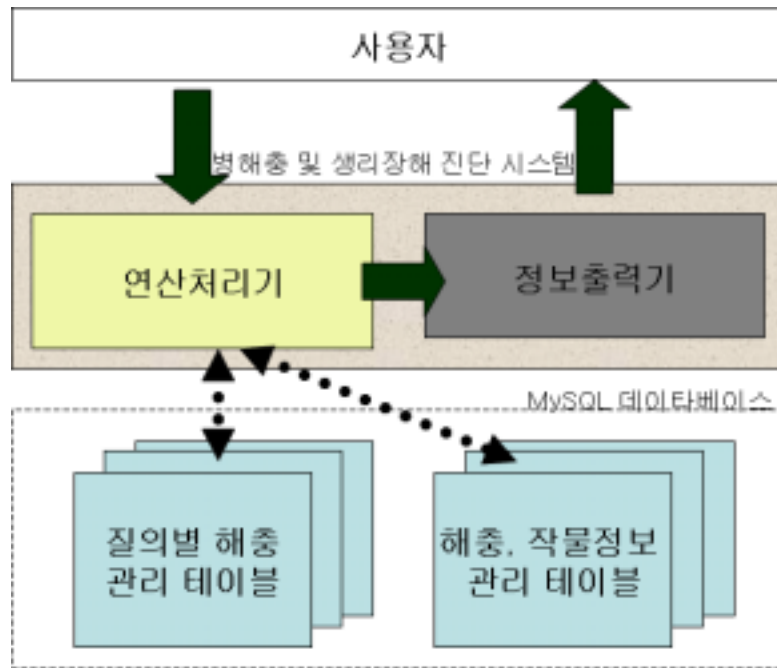 사용자
병해충 및 생리장해 진단 시스템
연산처리기
정보출력기
MySQL 데이타베이스
질의별 해충
관리 테이블
해충, 작물정보
관리 테이블